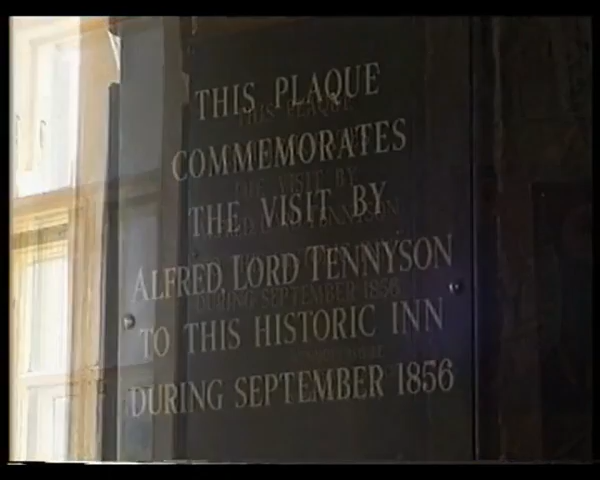 THIS PLAQUE
COMMEMORATES
THE VISIT BY
ALFRED, LORD TENNYSON
TO THIS HISTORIC INN
DURING SEPTEMBER 1856